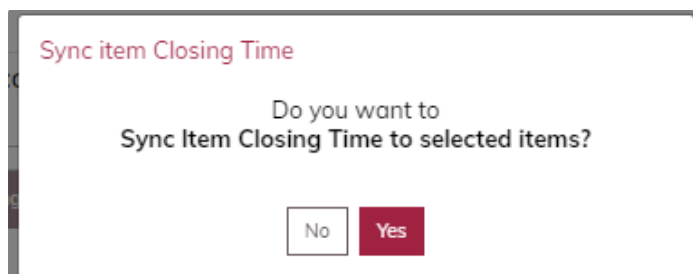 Sync item Closing Time
Do you want to
Sync Item Closing Time to selected items?
No
Yes